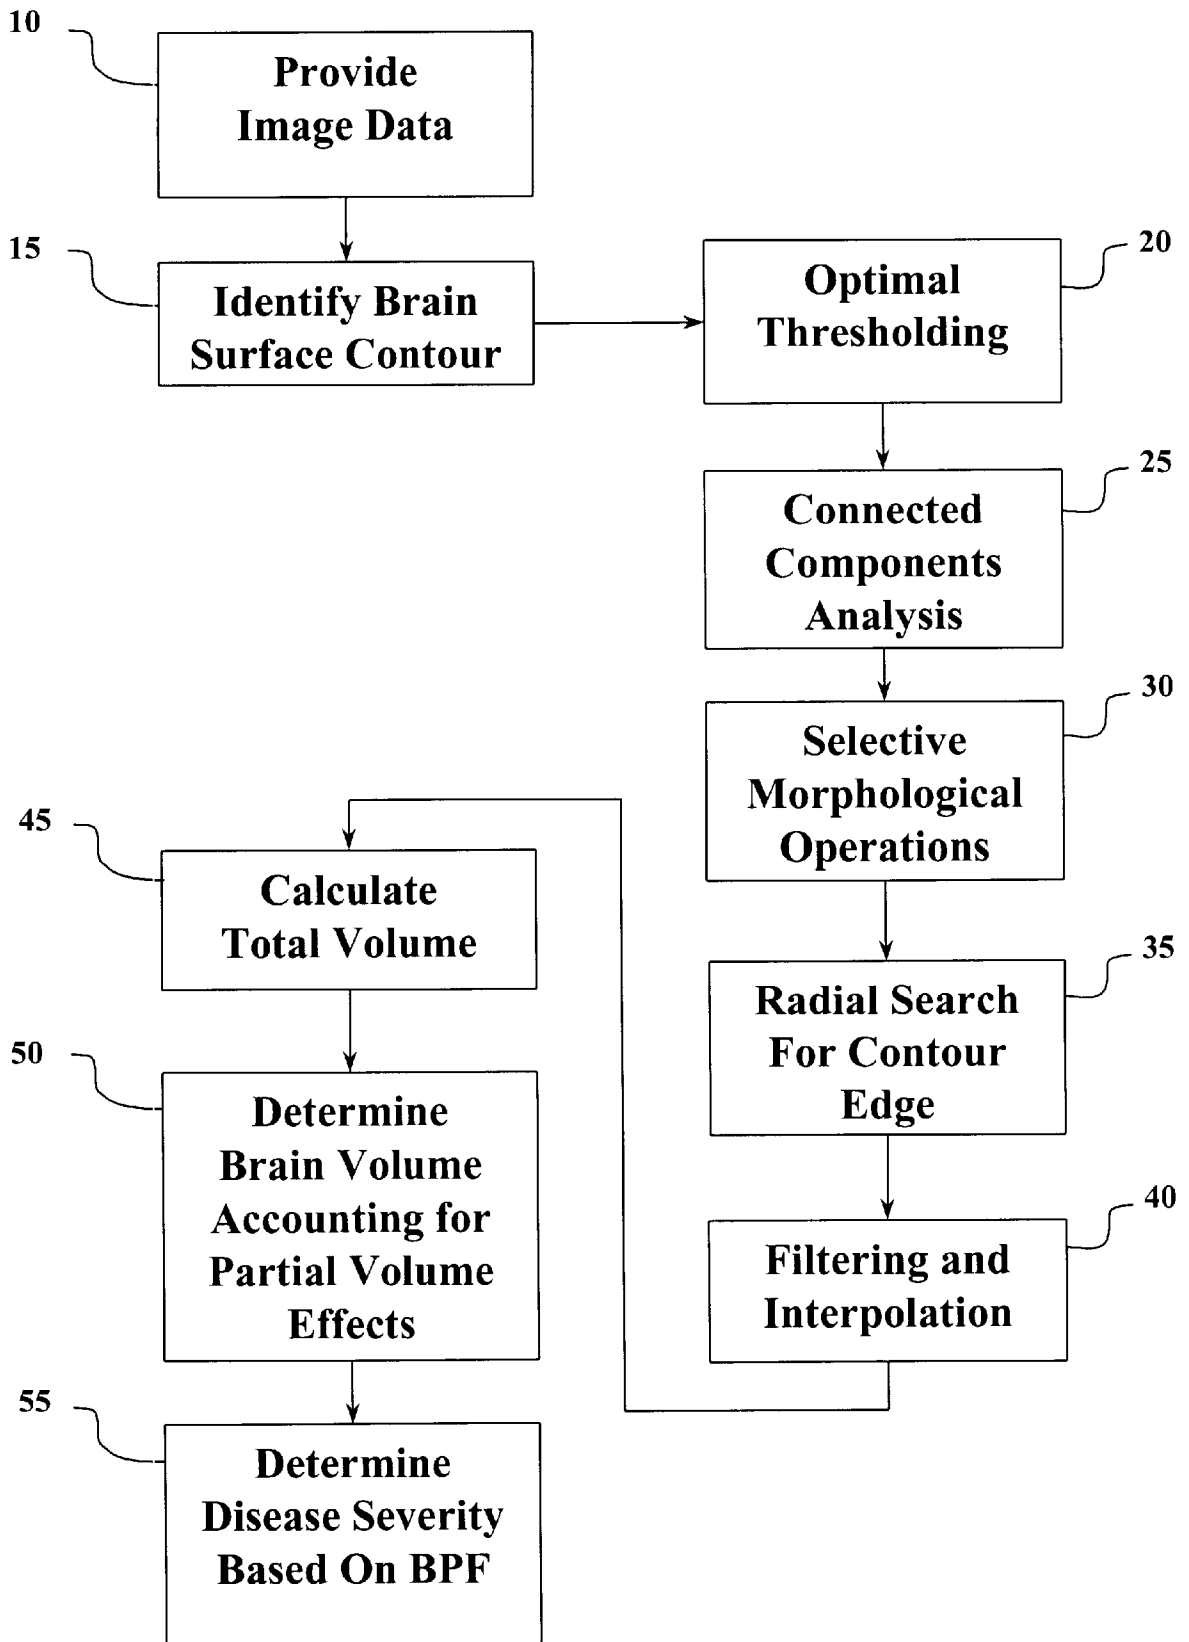 10
Provide
Image Data
15
Identify Brain
Surface Contour
20
Optimal
Thresholding
25
Connected
Components
Analysis
30
Selective
Morphological
Operations
35
Radial Search
For Contour
Edge
40
Filtering and
Interpolation
45
Calculate
Total Volume
50
Determine
Brain Volume
Accounting for
Partial Volume
Effects
55
Determine
Disease Severity
Based On BPF